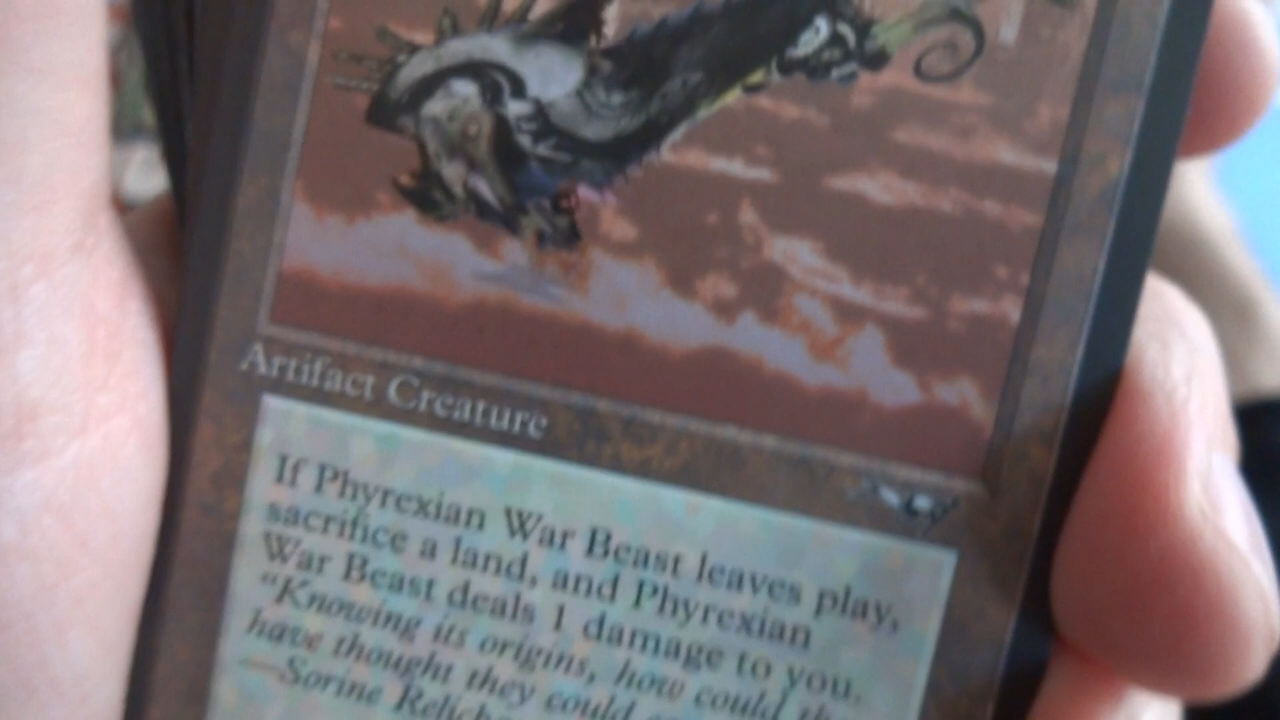 Artifact Creature
If Phyrexian War Beast leaves play,
sacrifice a land, and Phyrexian
War Beast deals 1 damage to you.
"Knowing its origins, how could
have thought they could
—Sorine